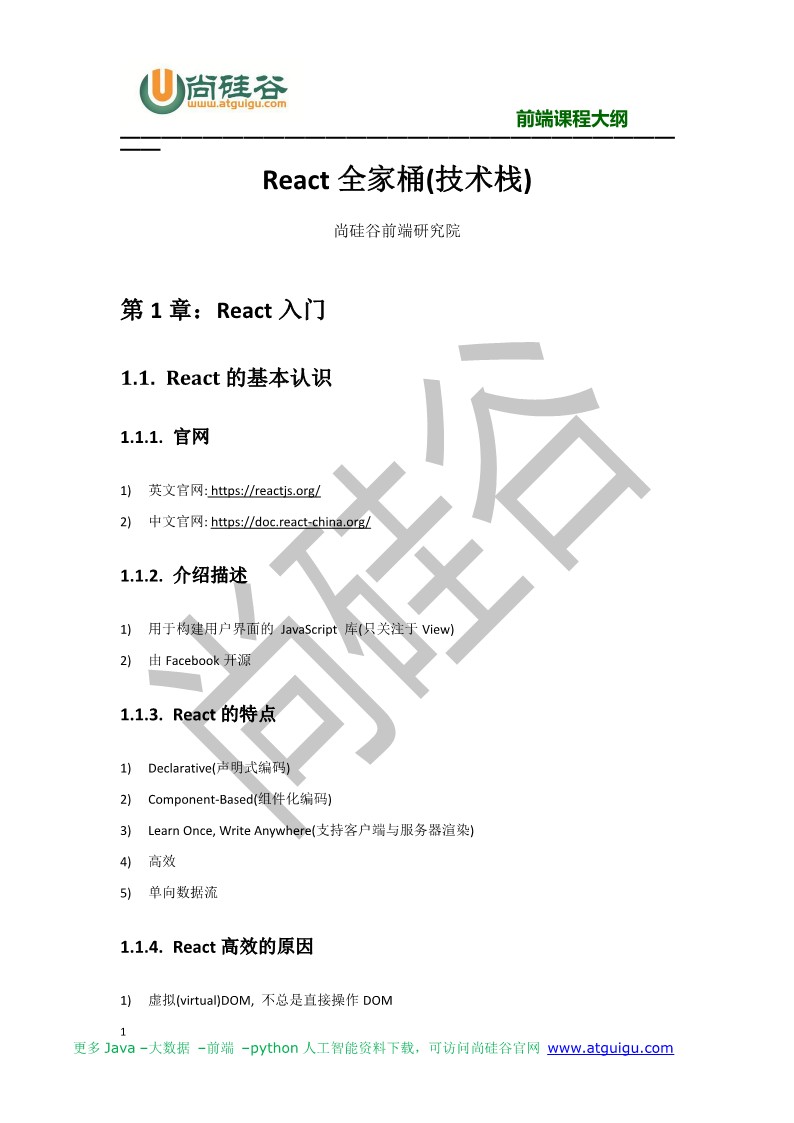 尚硅谷
www.atguigu.com
前端课程大纲
React 全家桶(技术栈)
尚硅谷前端研究院
第 1 章：React 入门
1.1. React 的基本认识
1.1.1. 官网
1) 英文官网: https://reactjs.org/
2) 中文官网: https://doc.react-china.org/
1.1.2. 介绍描述
1) 用于构建用户界面的 JavaScript 库(只关注于 View)
2) 由 Facebook 开源
1.1.3. React 的特点
1) Declarative(声明式编码)
2) Component-Based(组件化编码)
3) Learn Once, Write Anywhere(支持客户端与服务器渲染)
4) 高效
5) 单向数据流
1.1.4. React 高效的原因
1) 虚拟(virtual)DOM, 不总是直接操作 DOM
1
更多 Java –大数据 –前端 –python 人工智能资料下载，可访问尚硅谷官网 www.atguigu.com
尚硅谷